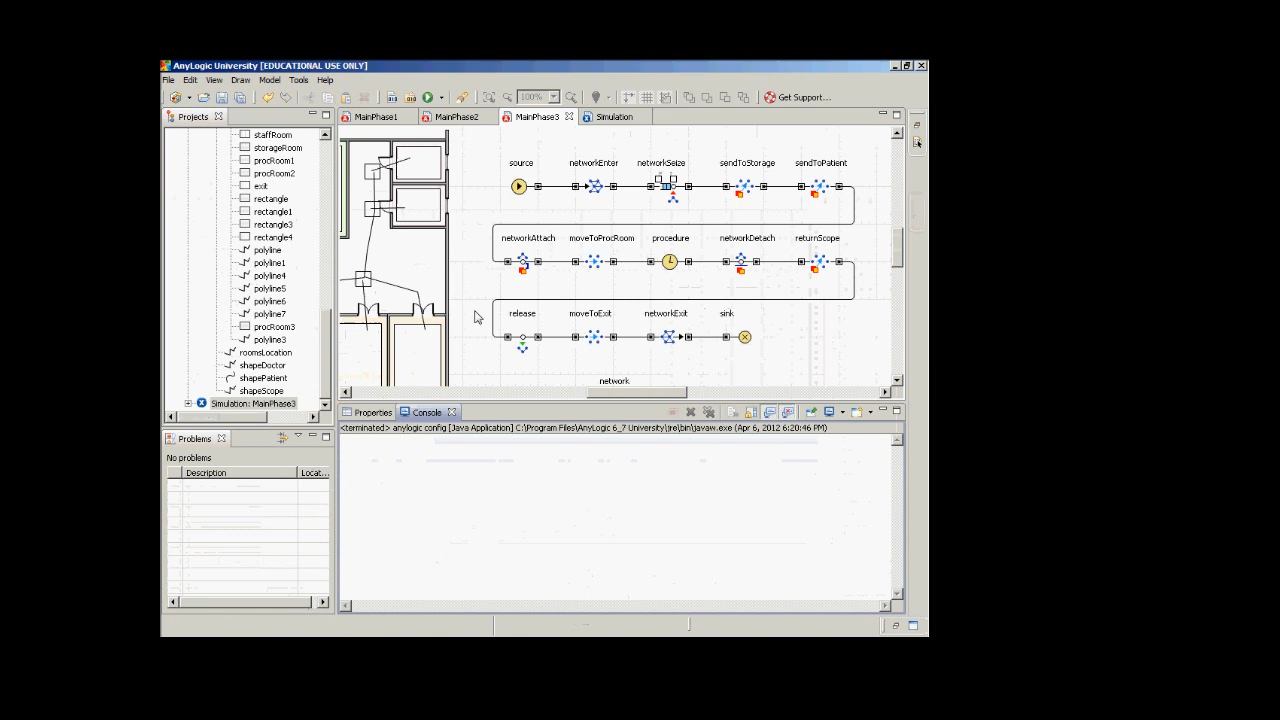 AnyLogic University [EDUCATIONAL USE ONLY]
File Edit View Draw Model Tools Help
100% Get Support...
Projects
MainPhase1 MainPhase2 MainPhase3 Simulation
staffRoom
storageRoom
procRoom1
procRoom2
exit
rectangle
rectangle1
rectangle3
rectangle4
polyline
polyline1
polyline4
polyline5
polyline6
polyline7
procRoom3
polyline3
roomsLocation
shapeDoctor
shapePatient
shapeScope
Simulation: MainPhase3
source networkEnter networkSeize sendToStorage sendToPatient
networkAttach moveToProcRoom procedure networkDetach returnScope
release moveToExit networkExit sink
network
Properties Console
<terminated> anylogic config [Java Application] C:\Program Files\AnyLogic 6_7 University\jre\bin\javaw.exe (Apr 6, 2012 6:20:46 PM)
Problems
No problems
Description Locat...